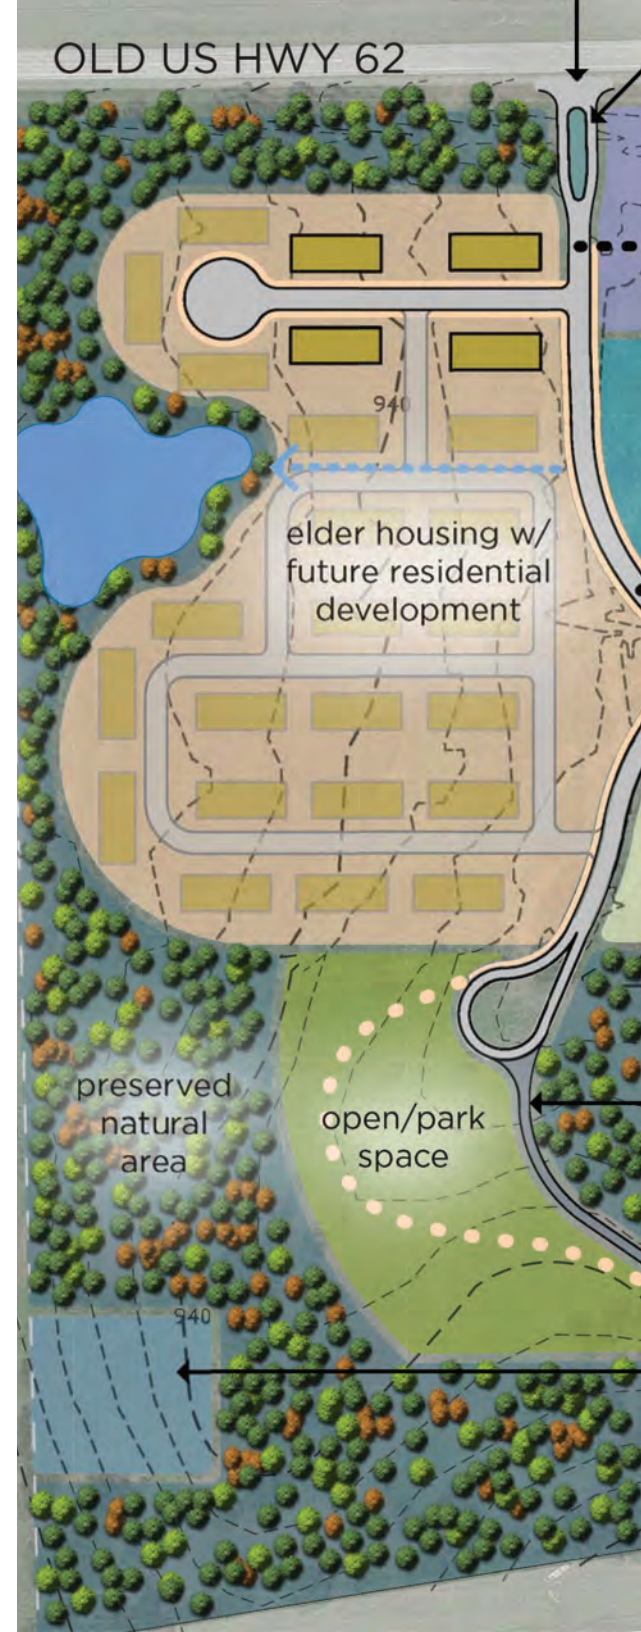 OLD US HWY 62
940
elder housing w/
future residential
development
preserved
natural
area
open/park
space
940